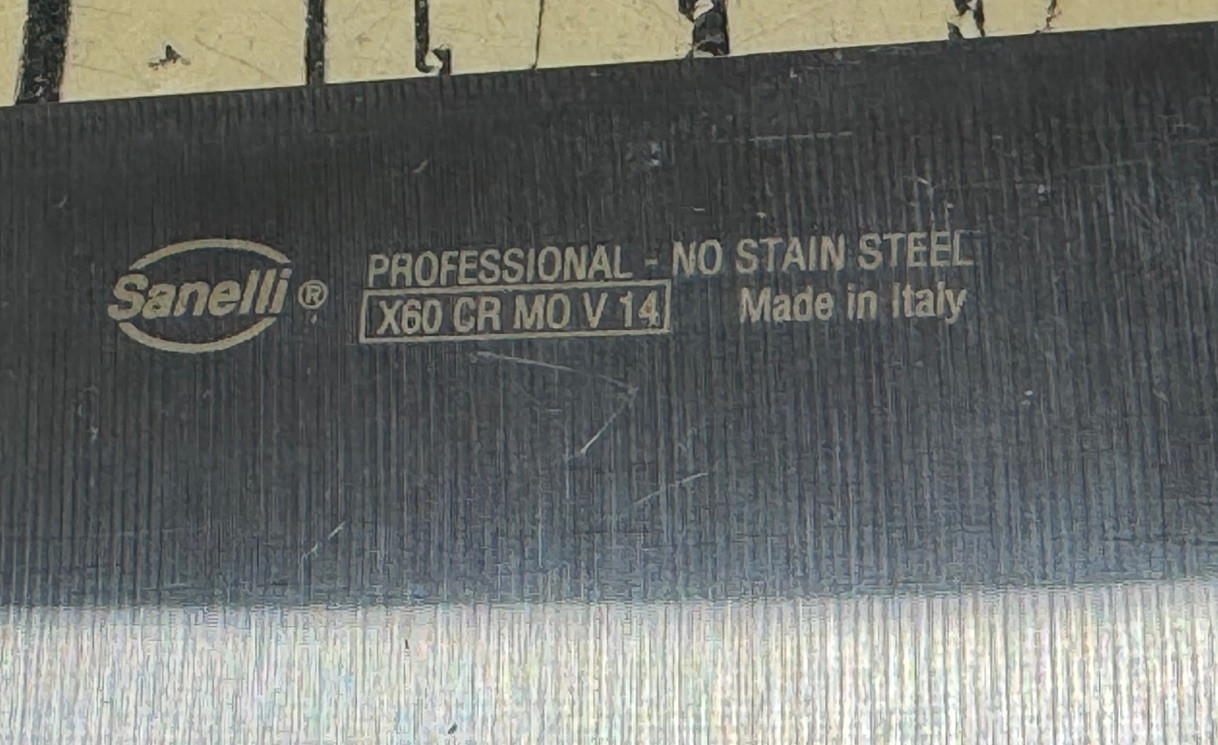 Sanelli®
PROFESSIONAL - NO STAIN STEEL
X60 CR MO V 14
Made in Italy